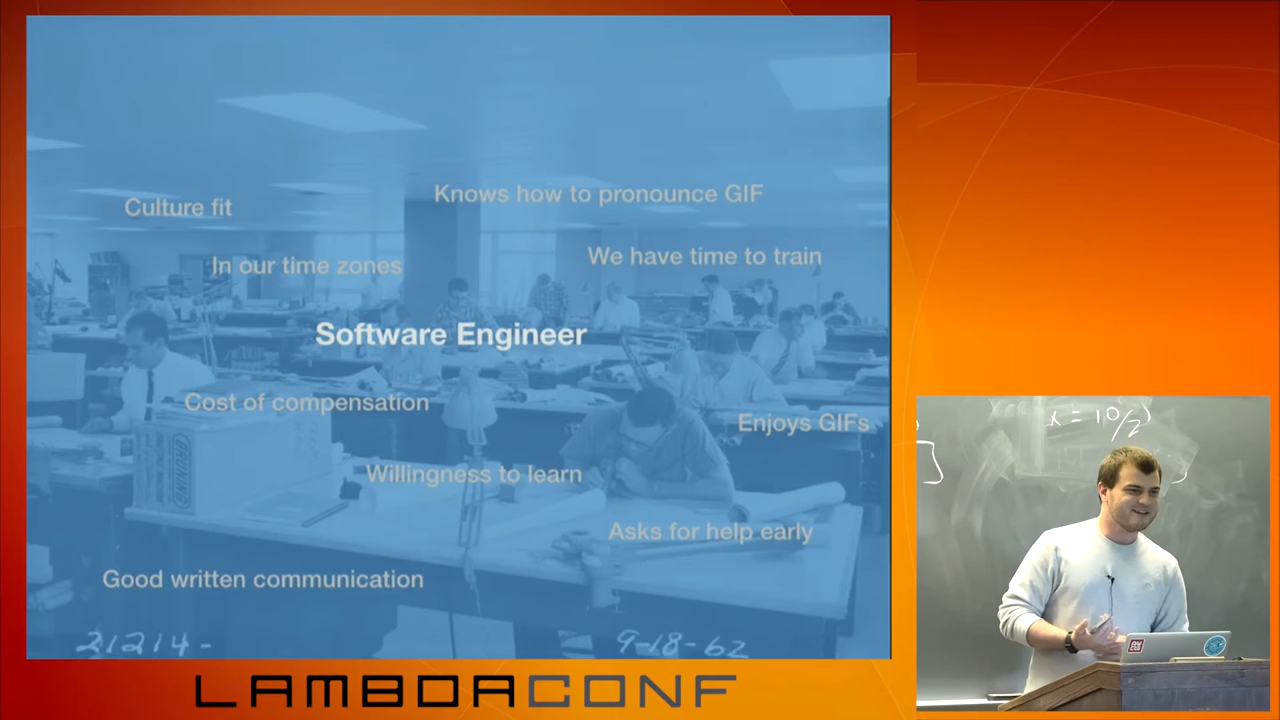 Knows how to pronounce GIF
Culture fit
We have time to train
In our time zones
Software Engineer
Cost of compensation
Enjoys GIFs
Willingness to learn
Asks for help early
Good written communication
21214-
9-18-62
x = 10/2)
LAMBDACONF